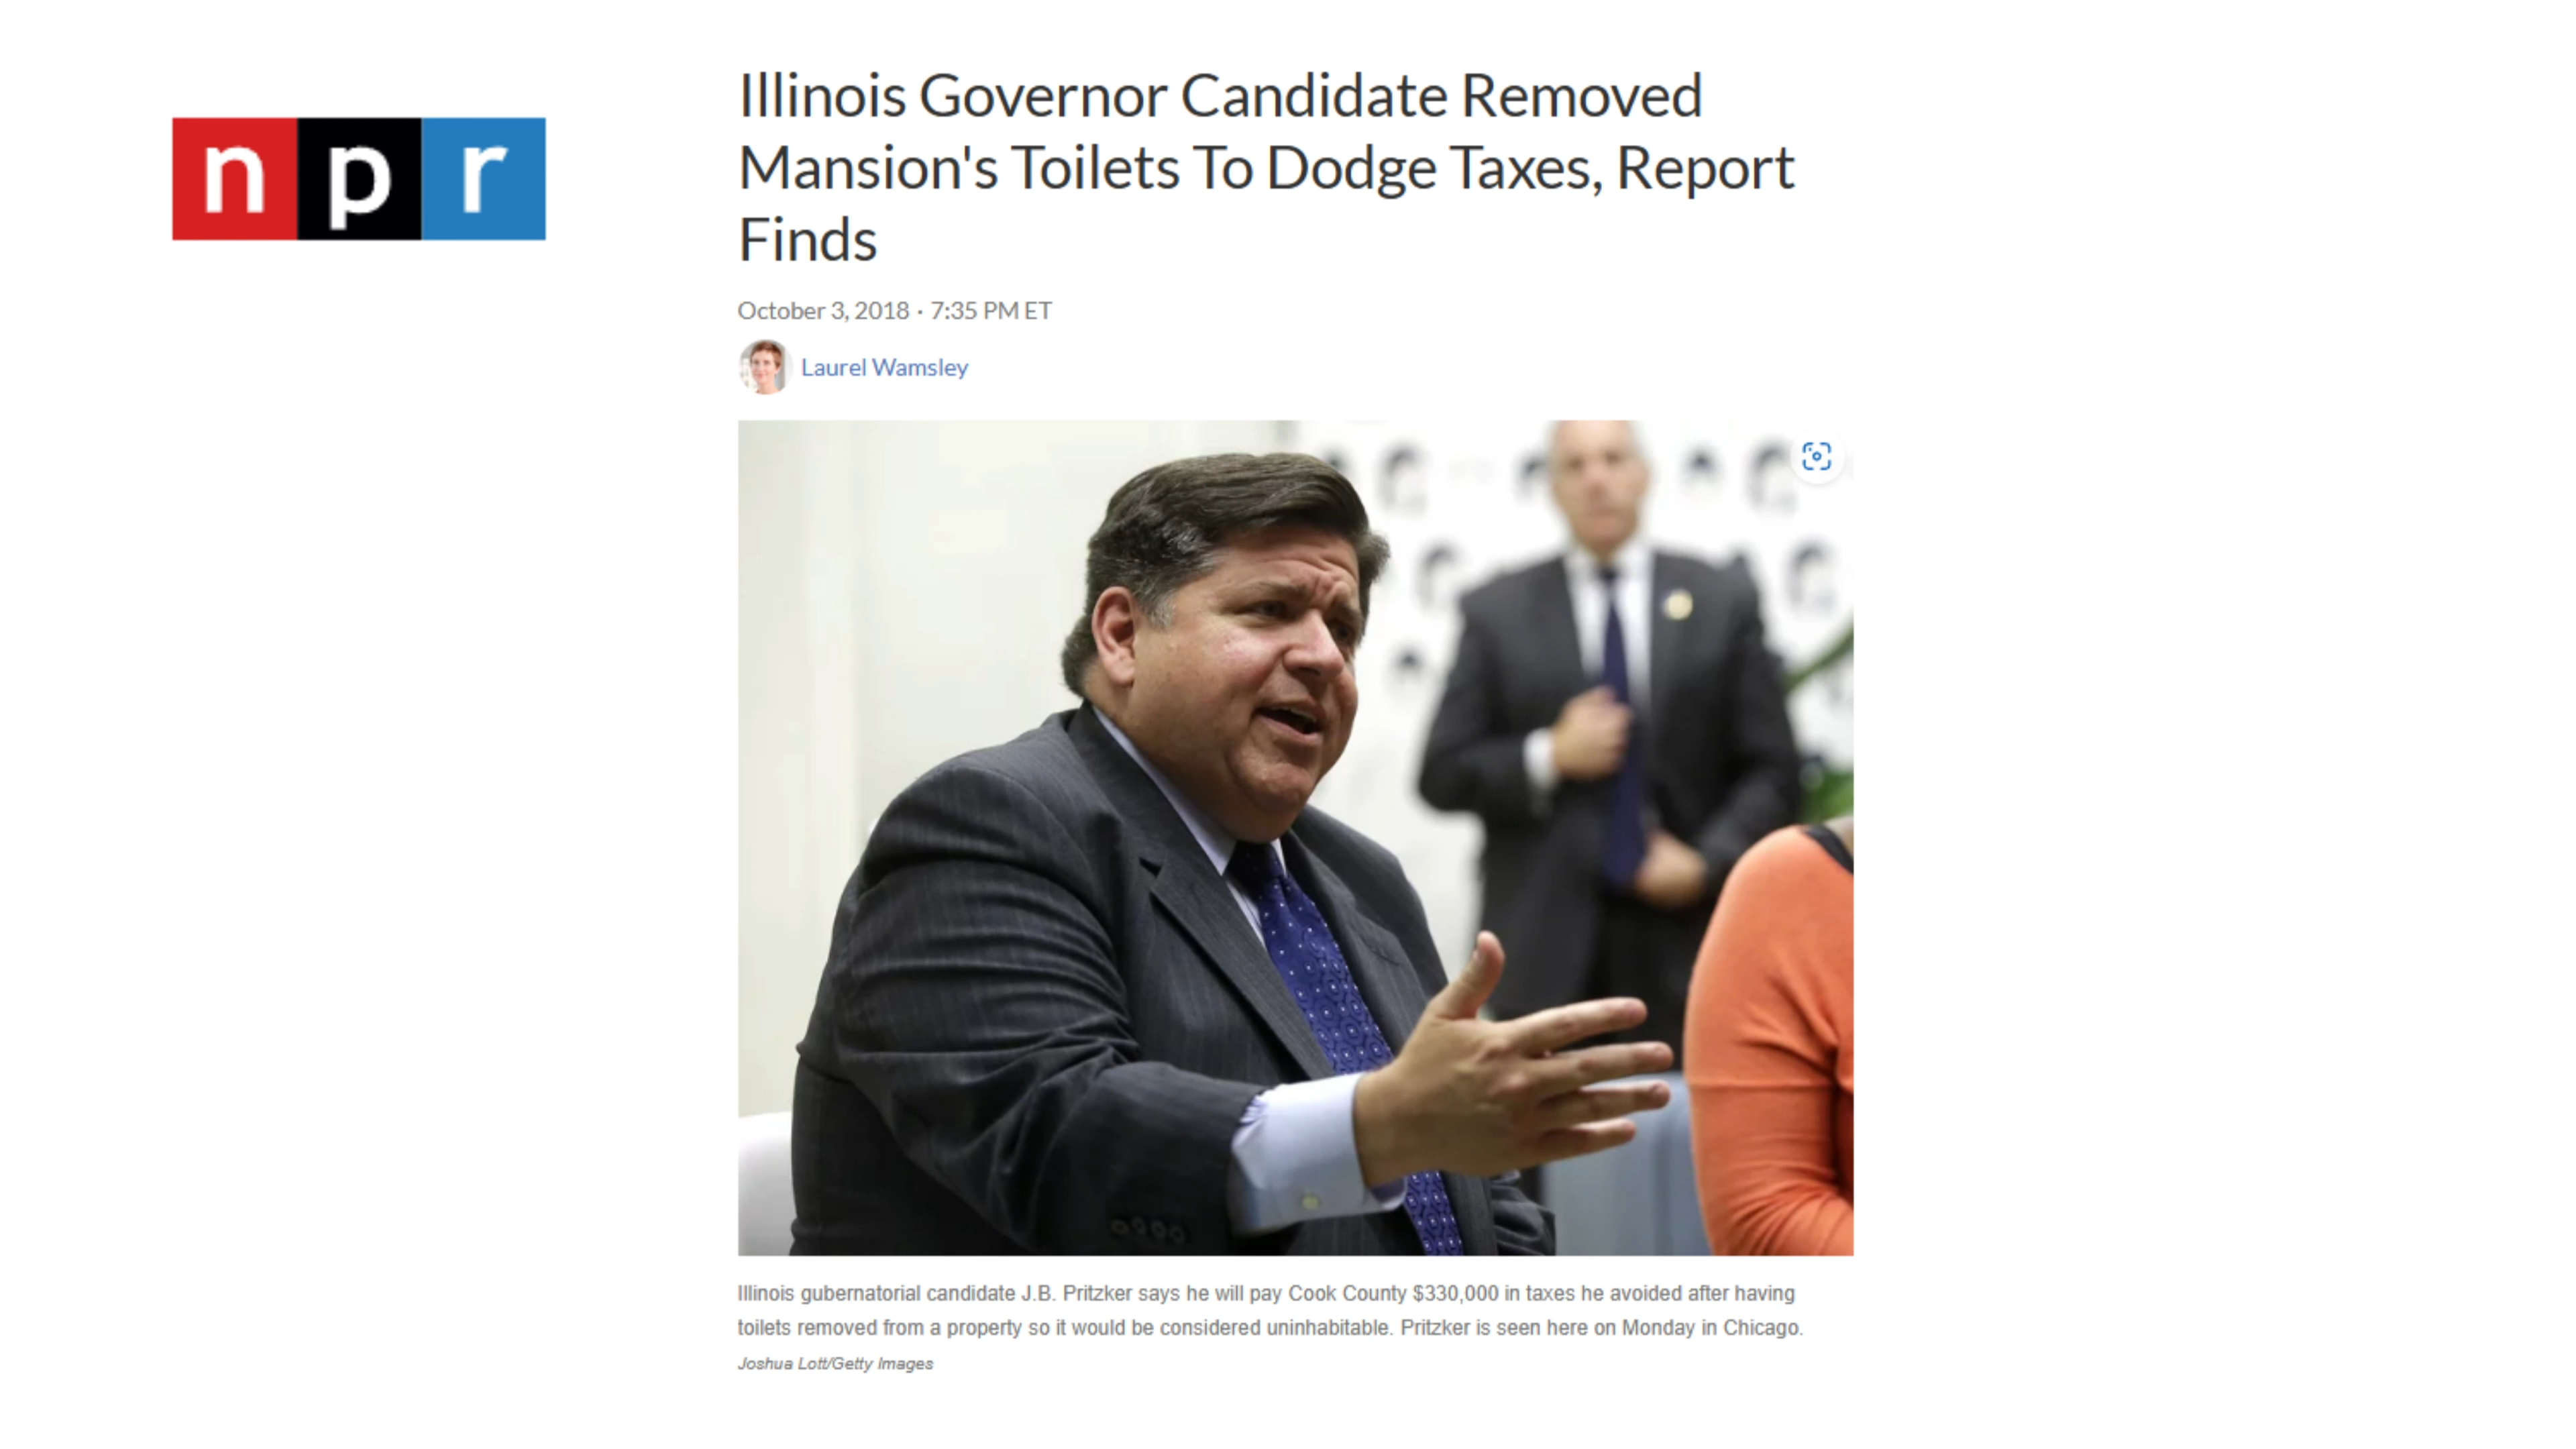 npr
Illinois Governor Candidate Removed
Mansion's Toilets To Dodge Taxes, Report
Finds
October 3, 2018 · 7:35 PM ET
Laurel Wamsley
Illinois gubernatorial candidate J.B. Pritzker says he will pay Cook County $330,000 in taxes he avoided after having
toilets removed from a property so it would be considered uninhabitable. Pritzker is seen here on Monday in Chicago.
Joshua Lott/Getty Images